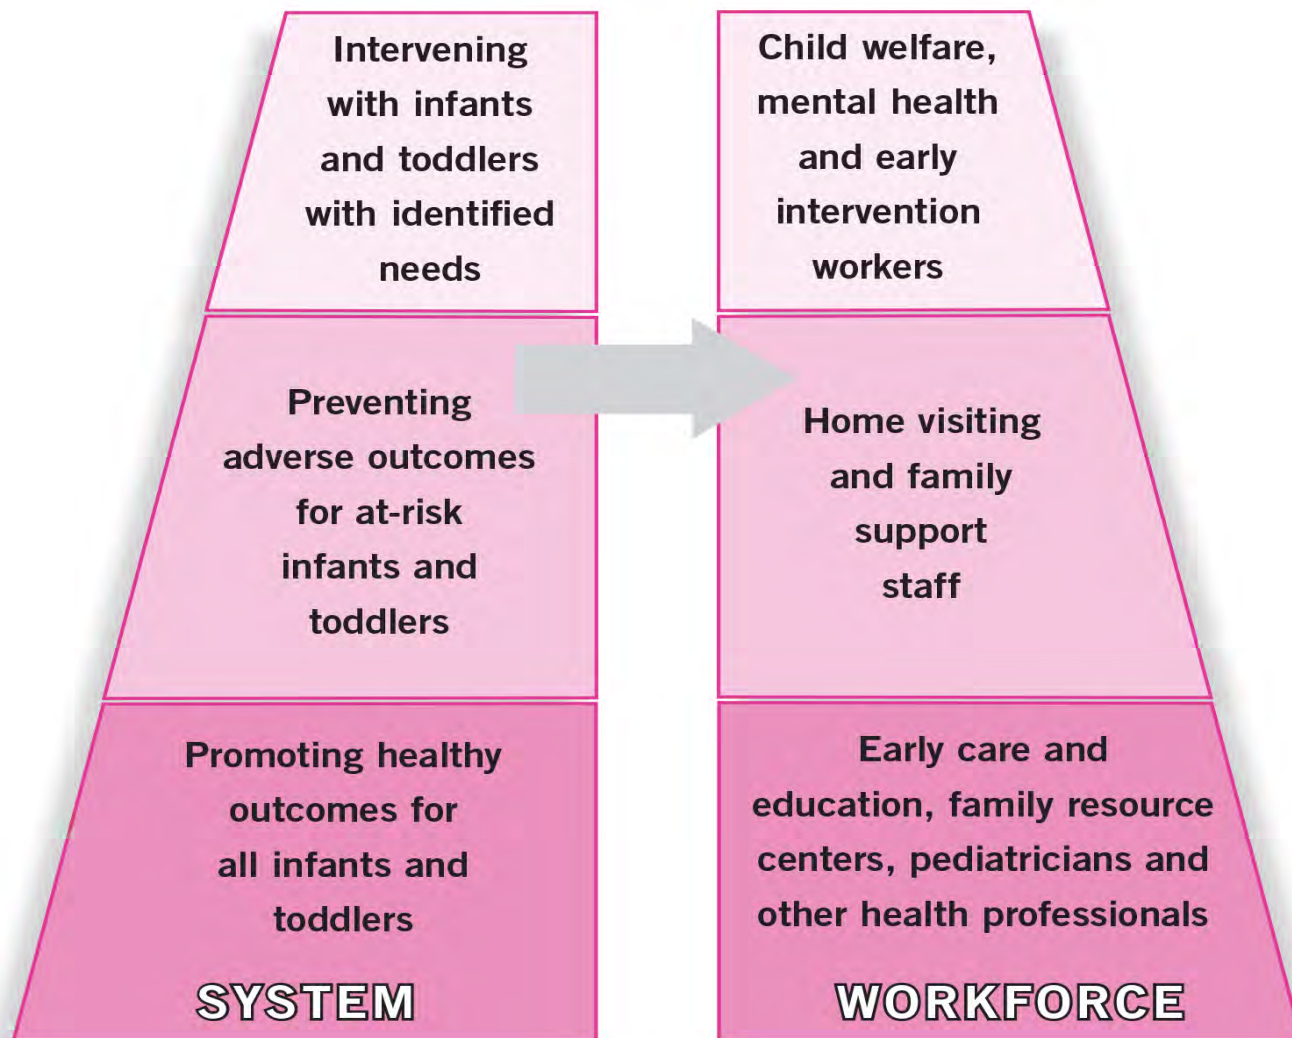 Intervening
with infants
and toddlers
with identified
needs
Preventing
adverse outcomes
for at-risk
infants and
toddlers
Promoting healthy
outcomes for
all infants and
toddlers
SYSTEM
Child welfare,
mental health
and early
intervention
workers
Home visiting
and family
support
staff
Early care and
education, family resource
centers, pediatricians and
other health professionals
WORKFORCE